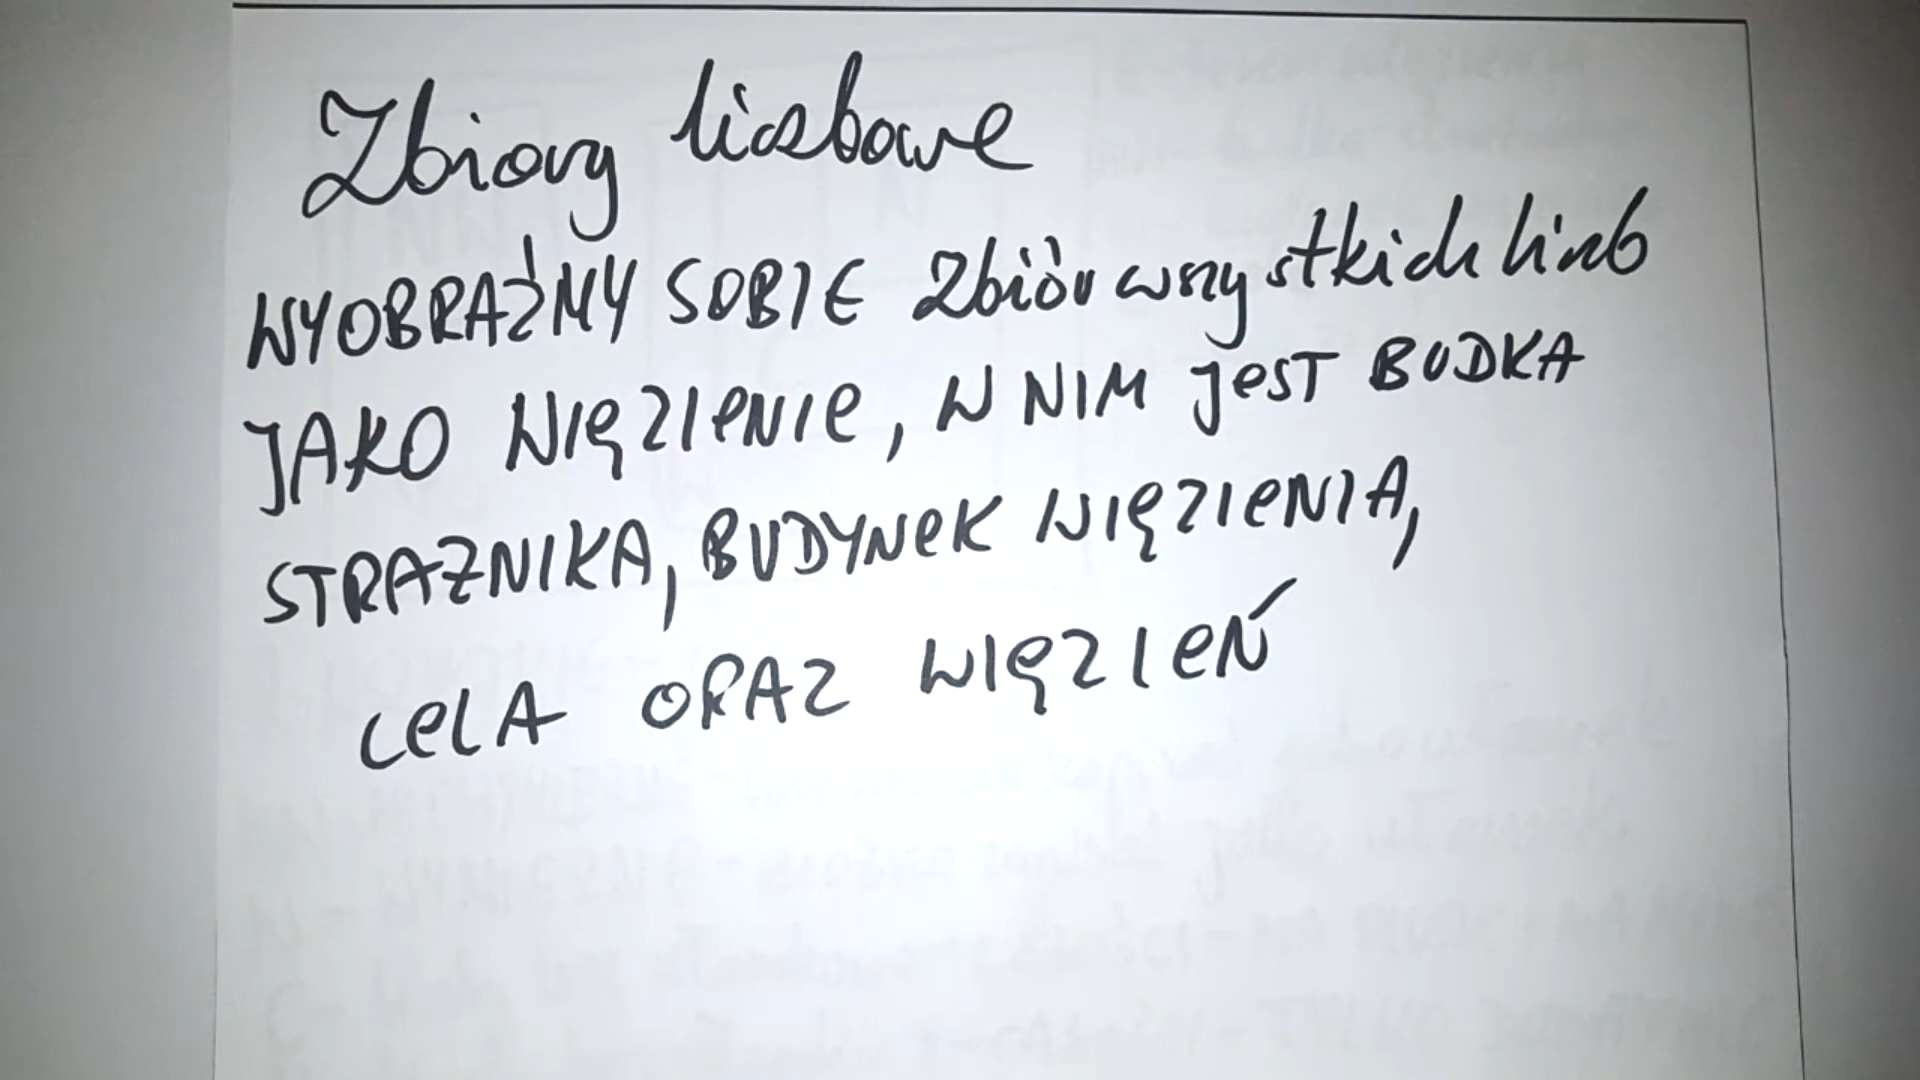 Zbiory liczbowe
WYOBRAŹMY SOBIE Zbiór wszystkich liczb
JAKO WIĘZIENIE, W NIM JEST BUDKA
STRAŻNIKA, BUDYNEK WIĘZIENIA,
CELA ORAZ WIĘZIEŃ